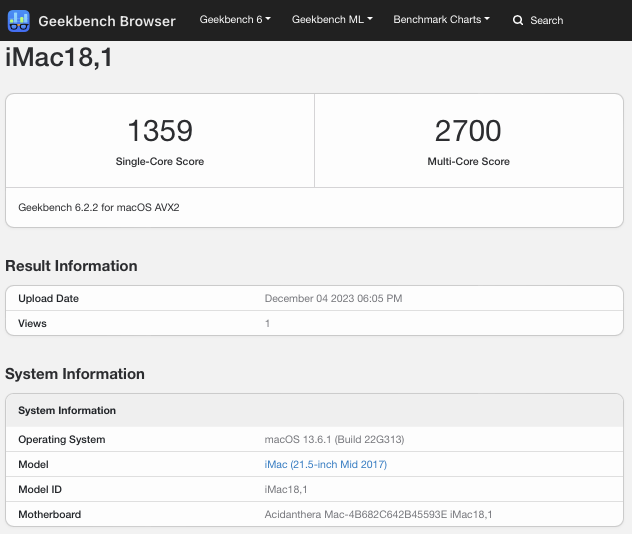 Geekbench Browser Geekbench 6 Geekbench ML Benchmark Charts Search
iMac18,1
1359 2700
Single-Core Score Multi-Core Score
Geekbench 6.2.2 for macOS AVX2
Result Information
Upload Date December 04 2023 06:05 PM
Views 1
System Information
System Information
Operating System macOS 13.6.1 (Build 22G313)
Model iMac (21.5-inch Mid 2017)
Model ID iMac18,1
Motherboard Acidanthera Mac-4B682C642B45593E iMac18,1